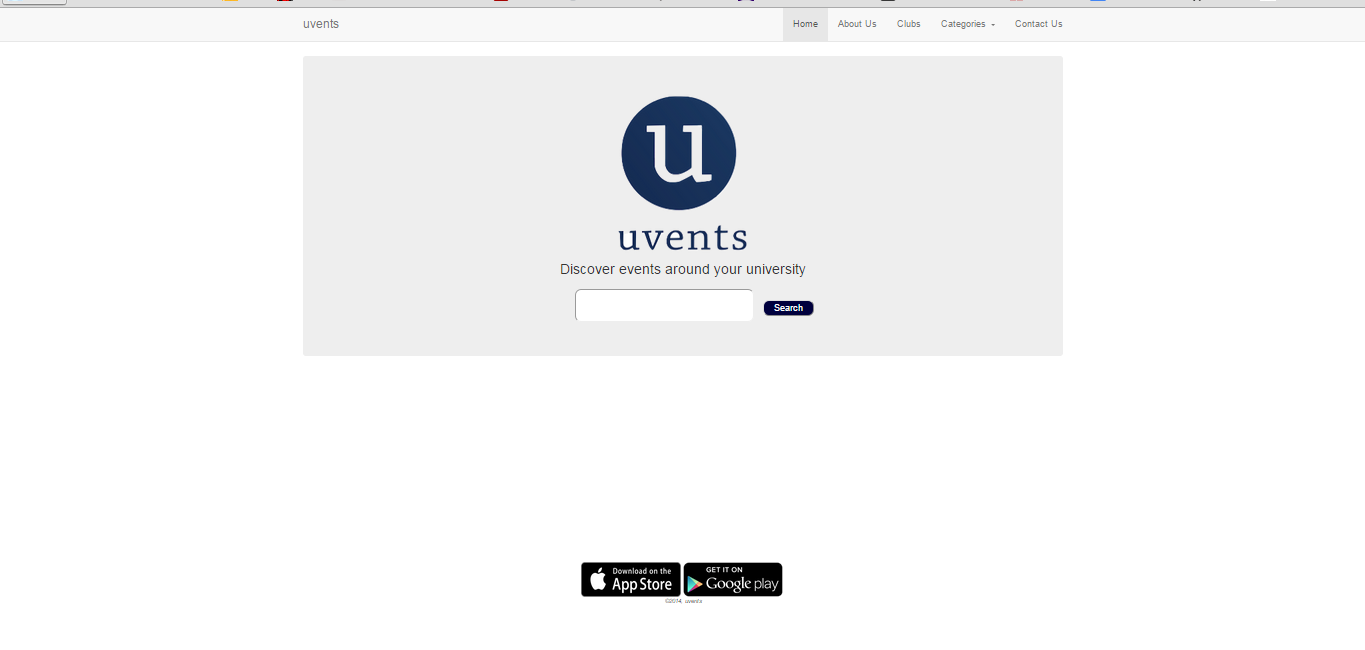 uvents
Home About Us Clubs Categories Contact Us
u
uvents
Discover events around your university
Search
Download on the
App Store
GET IT ON
Google play
©2014, uvents